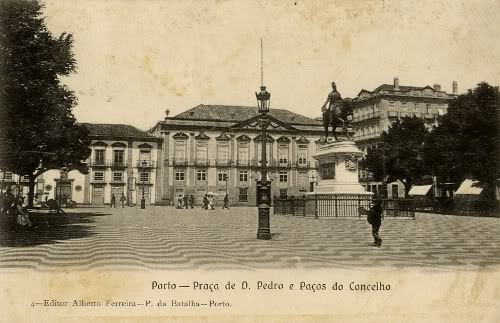 Porto — Praça de D. Pedro e Paços do Concelho
4—Editor Alberto Ferreira—P. da Batalha—Porto.